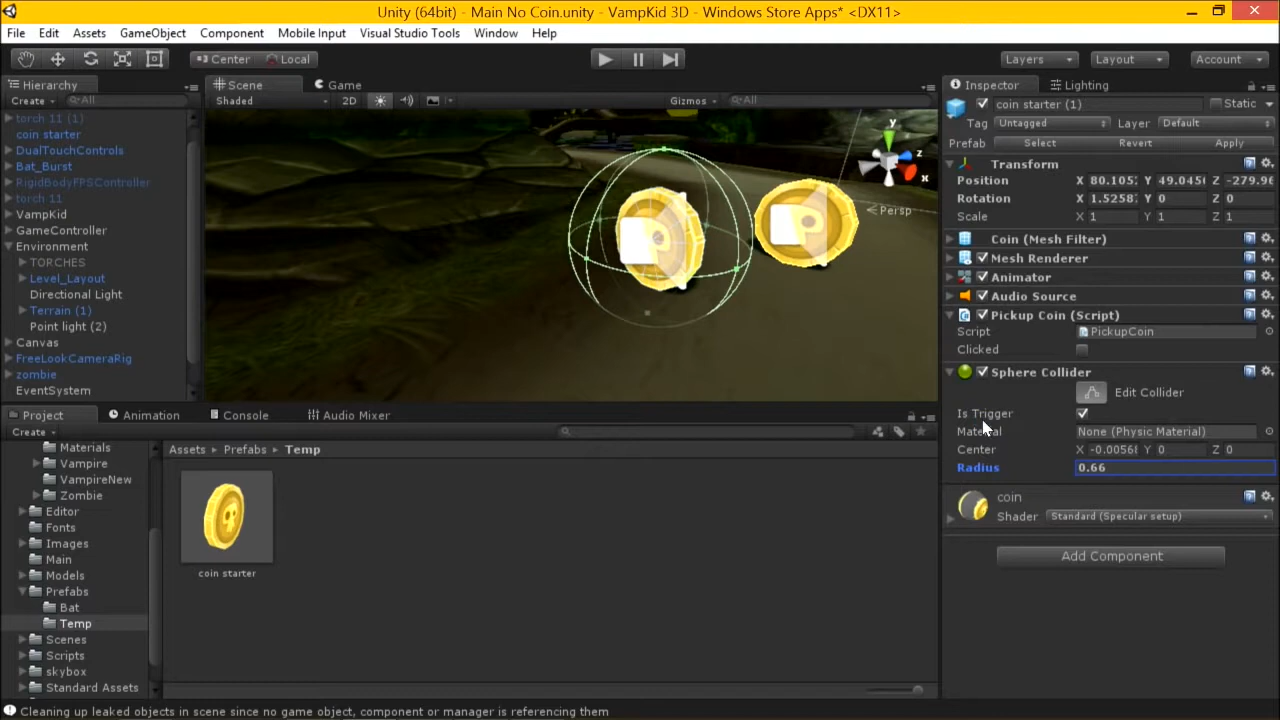 Unity (64bit) - Main No Coin.unity - VampKid 3D - Windows Store Apps* <DX11>
File Edit Assets GameObject Component Mobile Input Visual Studio Tools Window Help
Center Local Layers Layout Account
Hierarchy
Create All
torch 11 (1)
coin starter
DualTouchControls
Bat_Burst
RigidBodyFPSController
torch 11
VampKid
GameController
Environment
TORCHES
Level_Layout
Directional Light
Terrain (1)
Point light (2)
Canvas
FreeLookCameraRig
zombie
EventSystem
Scene Game
Shaded 2D Gizmos All
y
z
x
Persp
Inspector Lighting
coin starter (1) Static
Tag Untagged Layer Default
Prefab Select Revert Apply
Transform
Position X 80.105 Y 49.045 Z -279.9
Rotation X 1.5258 Y 0 Z 0
Scale X 1 Y 1 Z 1
Coin (Mesh Filter)
Mesh Renderer
Animator
Audio Source
Pickup Coin (Script)
Script PickupCoin
Clicked
Sphere Collider
Edit Collider
Is Trigger
Material None (Physic Material)
Center X -0.0056 Y 0 Z 0
Radius 0.66
coin
Shader Standard (Specular setup)
Add Component
Project Animation Console Audio Mixer
Create
Materials
Vampire
VampireNew
Zombie
Editor
Fonts
Images
Main
Models
Prefabs
Bat
Temp
Scenes
Scripts
skybox
Standard Assets
Assets Prefabs Temp
coin starter
Cleaning up leaked objects in scene since no game object, component or manager is referencing them